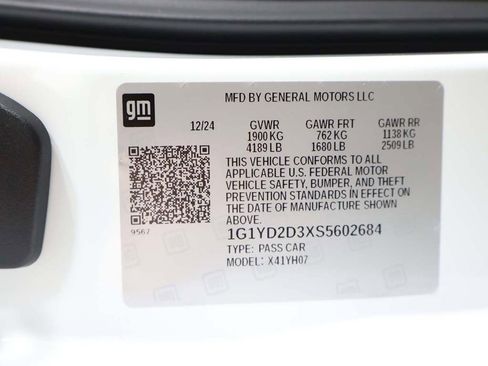 gm
MFD BY GENERAL MOTORS LLC
12/24 GVWR GAWR FRT GAWR RR
1900 KG 762 KG 1138 KG
4189 LB 1680 LB 2509 LB
THIS VEHICLE CONFORMS TO ALL
APPLICABLE U.S. FEDERAL MOTOR
VEHICLE SAFETY, BUMPER, AND THEFT
PREVENTION STANDARDS IN EFFECT ON
THE DATE OF MANUFACTURE SHOWN
ABOVE.
9567
1G1YD2D3XS5602684
TYPE: PASS CAR
MODEL: X41YH07